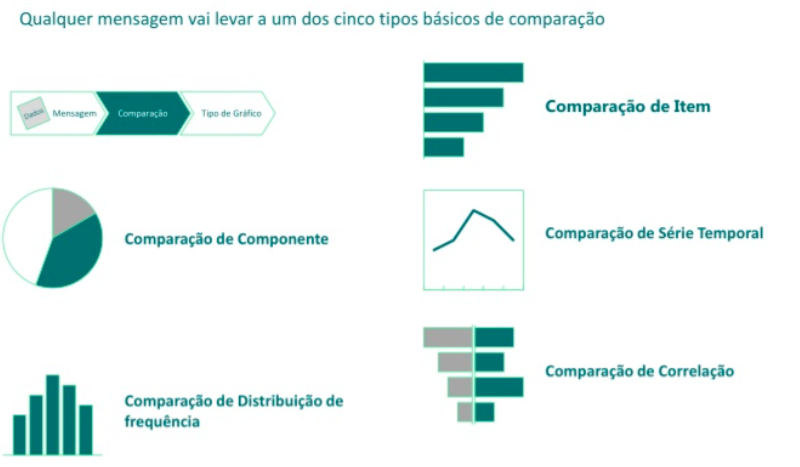 Qualquer mensagem vai levar a um dos cinco tipos básicos de comparação
Dados
Mensagem
Comparação
Tipo de Gráfico
Comparação de Item
Comparação de Componente
Comparação de Série Temporal
Comparação de Distribuição de
frequência
Comparação de Correlação